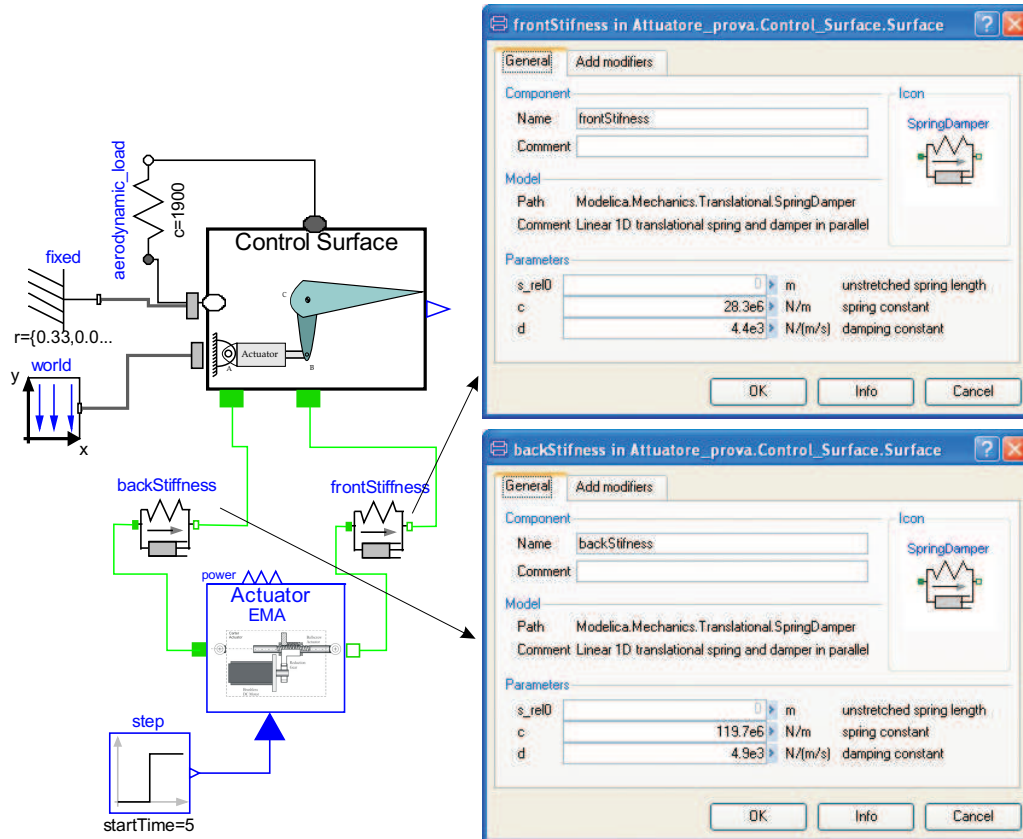 aerodynamic_load
c=1900
Control Surface
fixed
r={0.33,0.0...
C
Actuator
A
B
world
y
x
backStiffness
frontStiffness
power
Actuator
EMA
step
startTime=5
frontStifness in Attuatore_prova.Control_Surface.Surface
General Add modifiers
Component
Name frontStifness
Comment
Icon
SpringDamper
Model
Path Modelica.Mechanics.Translational.SpringDamper
Comment Linear 1D translational spring and damper in parallel
Parameters
s_rel0 0 m unstretched spring length
c 28.3e6 N/m spring constant
d 4.4e3 N/(m/s) damping constant
OK Info Cancel
backStifness in Attuatore_prova.Control_Surface.Surface
General Add modifiers
Component
Name backStifness
Comment
Icon
SpringDamper
Model
Path Modelica.Mechanics.Translational.SpringDamper
Comment Linear 1D translational spring and damper in parallel
Parameters
s_rel0 0 m unstretched spring length
c 119.7e6 N/m spring constant
d 4.9e3 N/(m/s) damping constant
OK Info Cancel